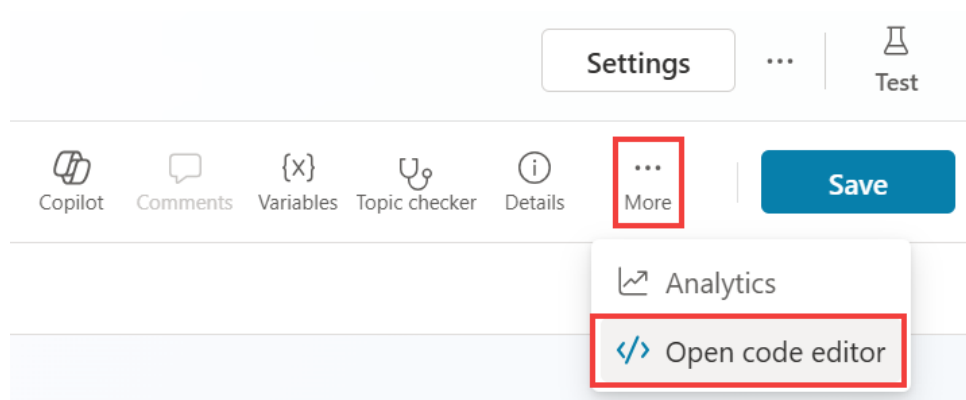 Settings
...
Test
Copilot
Comments
{x}
Variables
Topic checker
Details
...
More
Save
Analytics
</> Open code editor